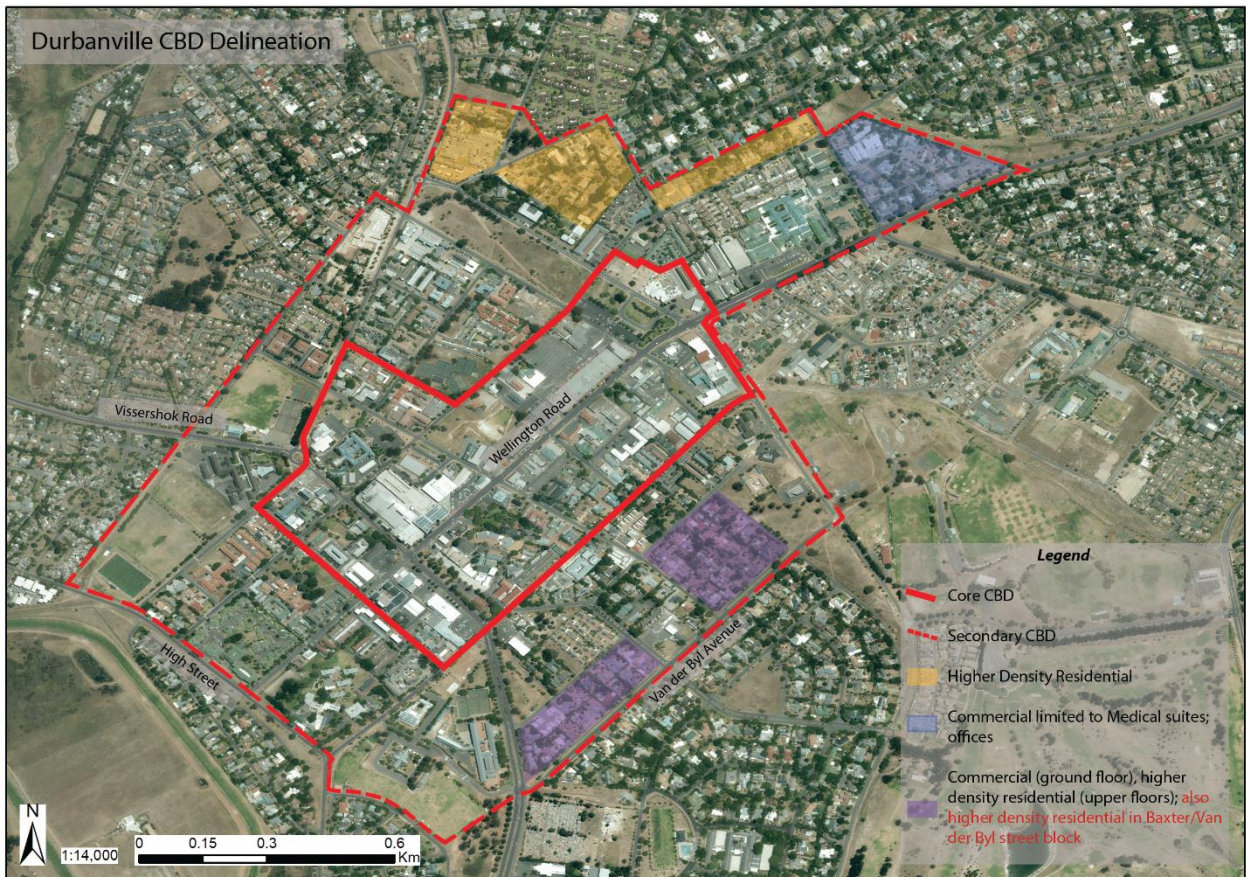 Durbanville CBD Delineation
Vissershok Road
Wellington Road
High Street
Van der Byl Avenue
Legend
Core CBD
Secondary CBD
Higher Density Residential
Commercial limited to Medical suites;
offices
Commercial (ground floor), higher
density residential (upper floors); also
higher density residential in Baxter/Van
der Byl street block
N
1:14,000
0 0.15 0.3 0.6
Km